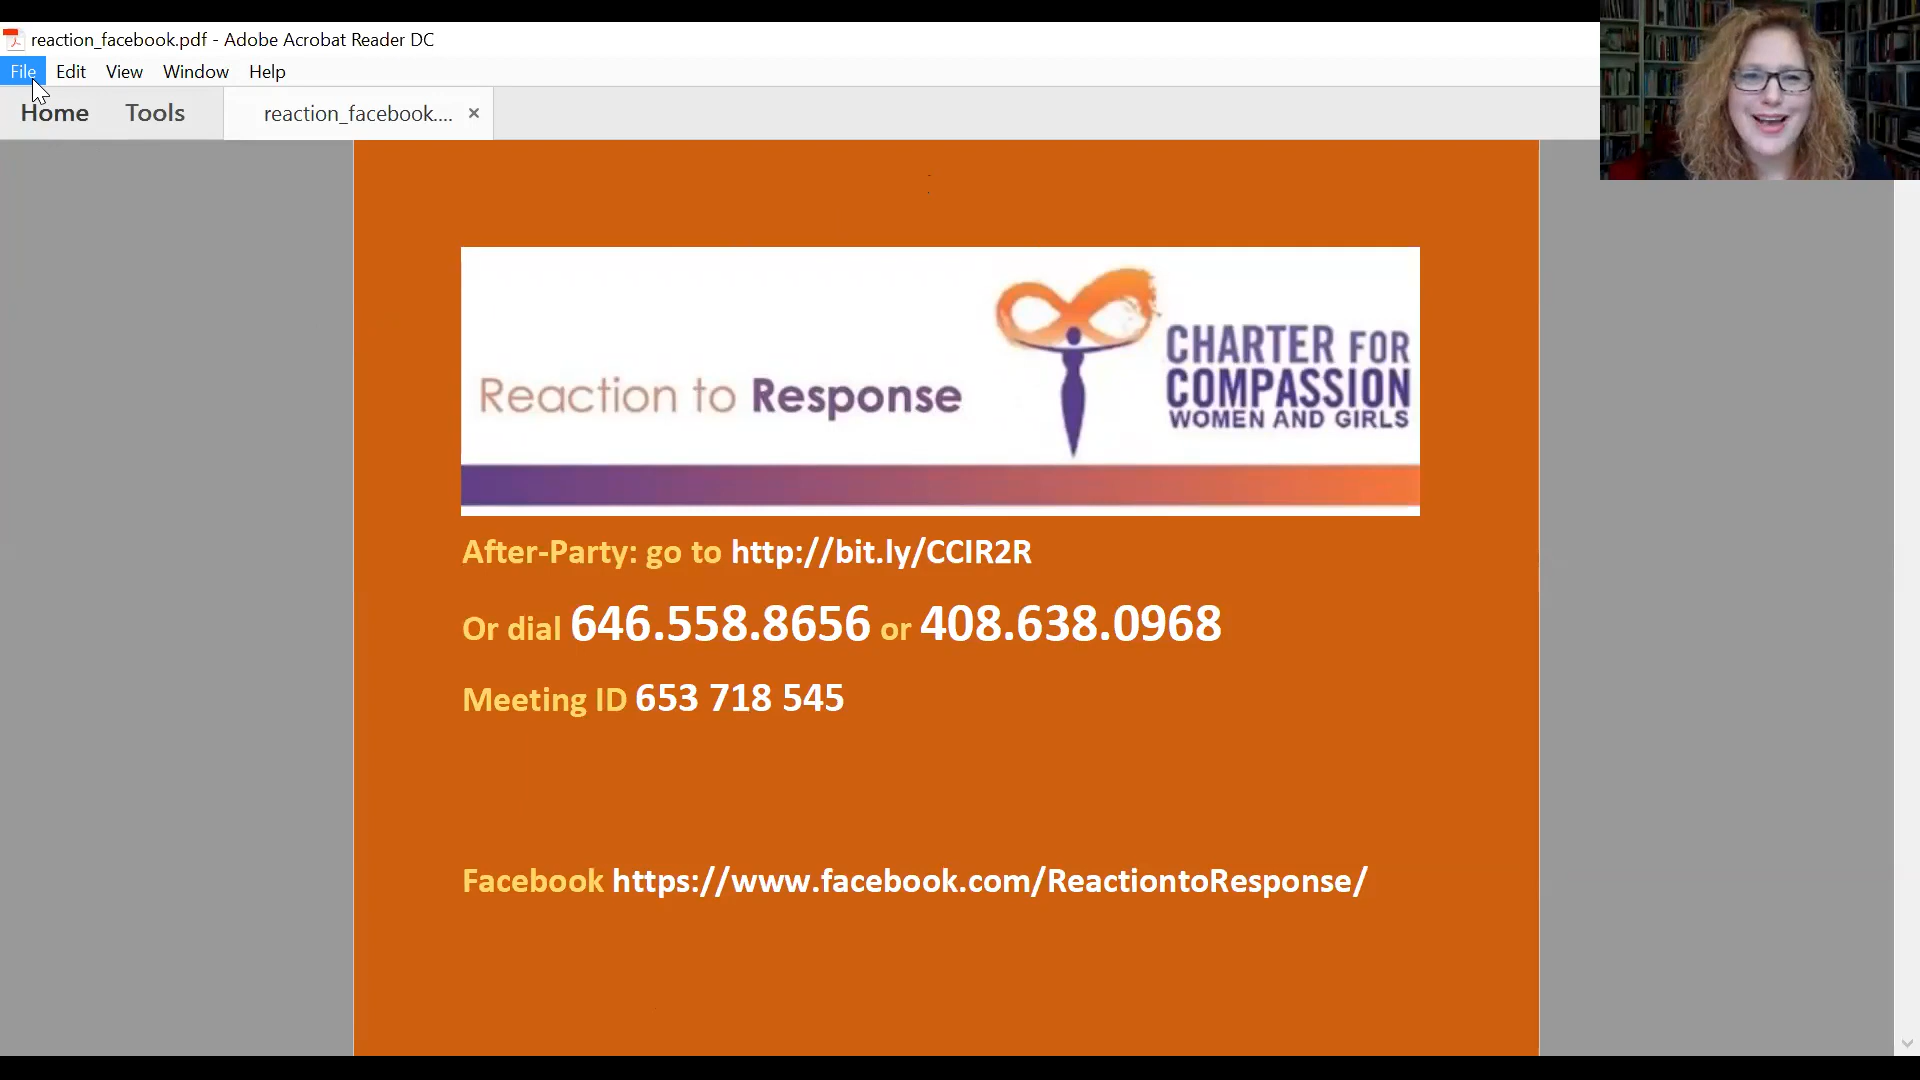 reaction_facebook.pdf - Adobe Acrobat Reader DC
File Edit View Window Help
Home Tools reaction_facebook.... ×
Reaction to Response
CHARTER FOR
COMPASSION
WOMEN AND GIRLS
After-Party: go to http://bit.ly/CCIR2R
Or dial 646.558.8656 or 408.638.0968
Meeting ID 653 718 545
Facebook https://www.facebook.com/ReactiontoResponse/